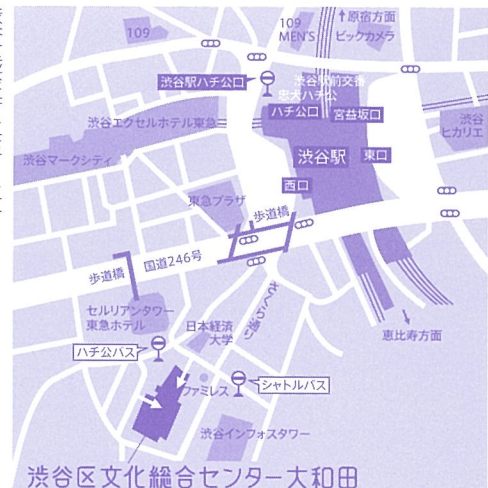 ↑原宿方面
109
109
MEN'S
ビックカメラ
渋谷駅前交番
渋谷駅ハチ公口
忠犬ハチ公
ハチ公口
宮益坂口
渋谷エクセルホテル東急
渋谷
ヒカリエ
渋谷マークシティ
渋谷駅
東口
西口
東急プラザ
歩道橋
国道246号
歩道橋
セルリアンタワー
東急ホテル
さくら通り
日本経済
大学
恵比寿方面
ハチ公バス
ファミレス
シャトルバス
渋谷インフォスタワー
渋谷区文化総合センター大和田